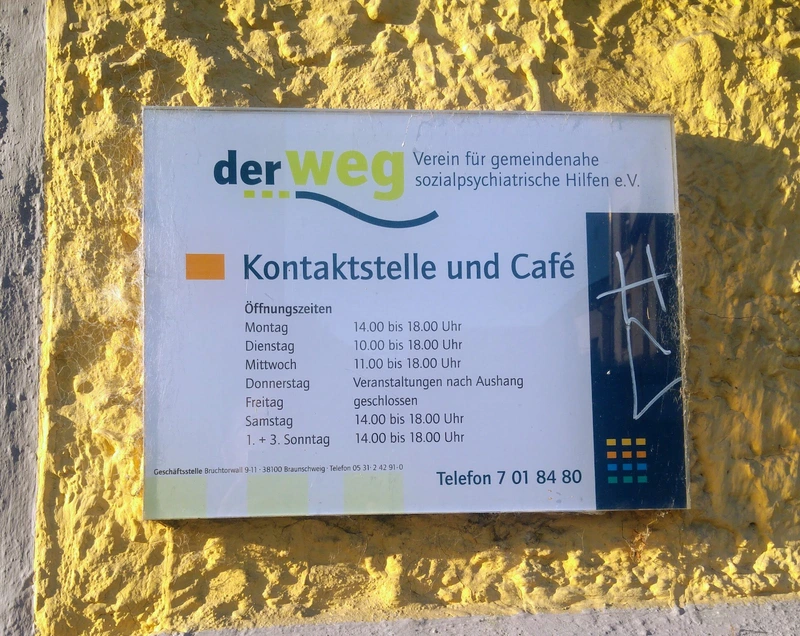 der weg Verein für gemeindenahe
sozialpsychiatrische Hilfen e.V.
Kontaktstelle und Café
Öffnungszeiten
Montag 14.00 bis 18.00 Uhr
Dienstag 10.00 bis 18.00 Uhr
Mittwoch 11.00 bis 18.00 Uhr
Donnerstag Veranstaltungen nach Aushang
Freitag geschlossen
Samstag 14.00 bis 18.00 Uhr
1. + 3. Sonntag 14.00 bis 18.00 Uhr
Geschäftsstelle Bruchtorwall 9-11 · 38100 Braunschweig · Telefon 05 31-2 42 91-0
Telefon 7 01 84 80